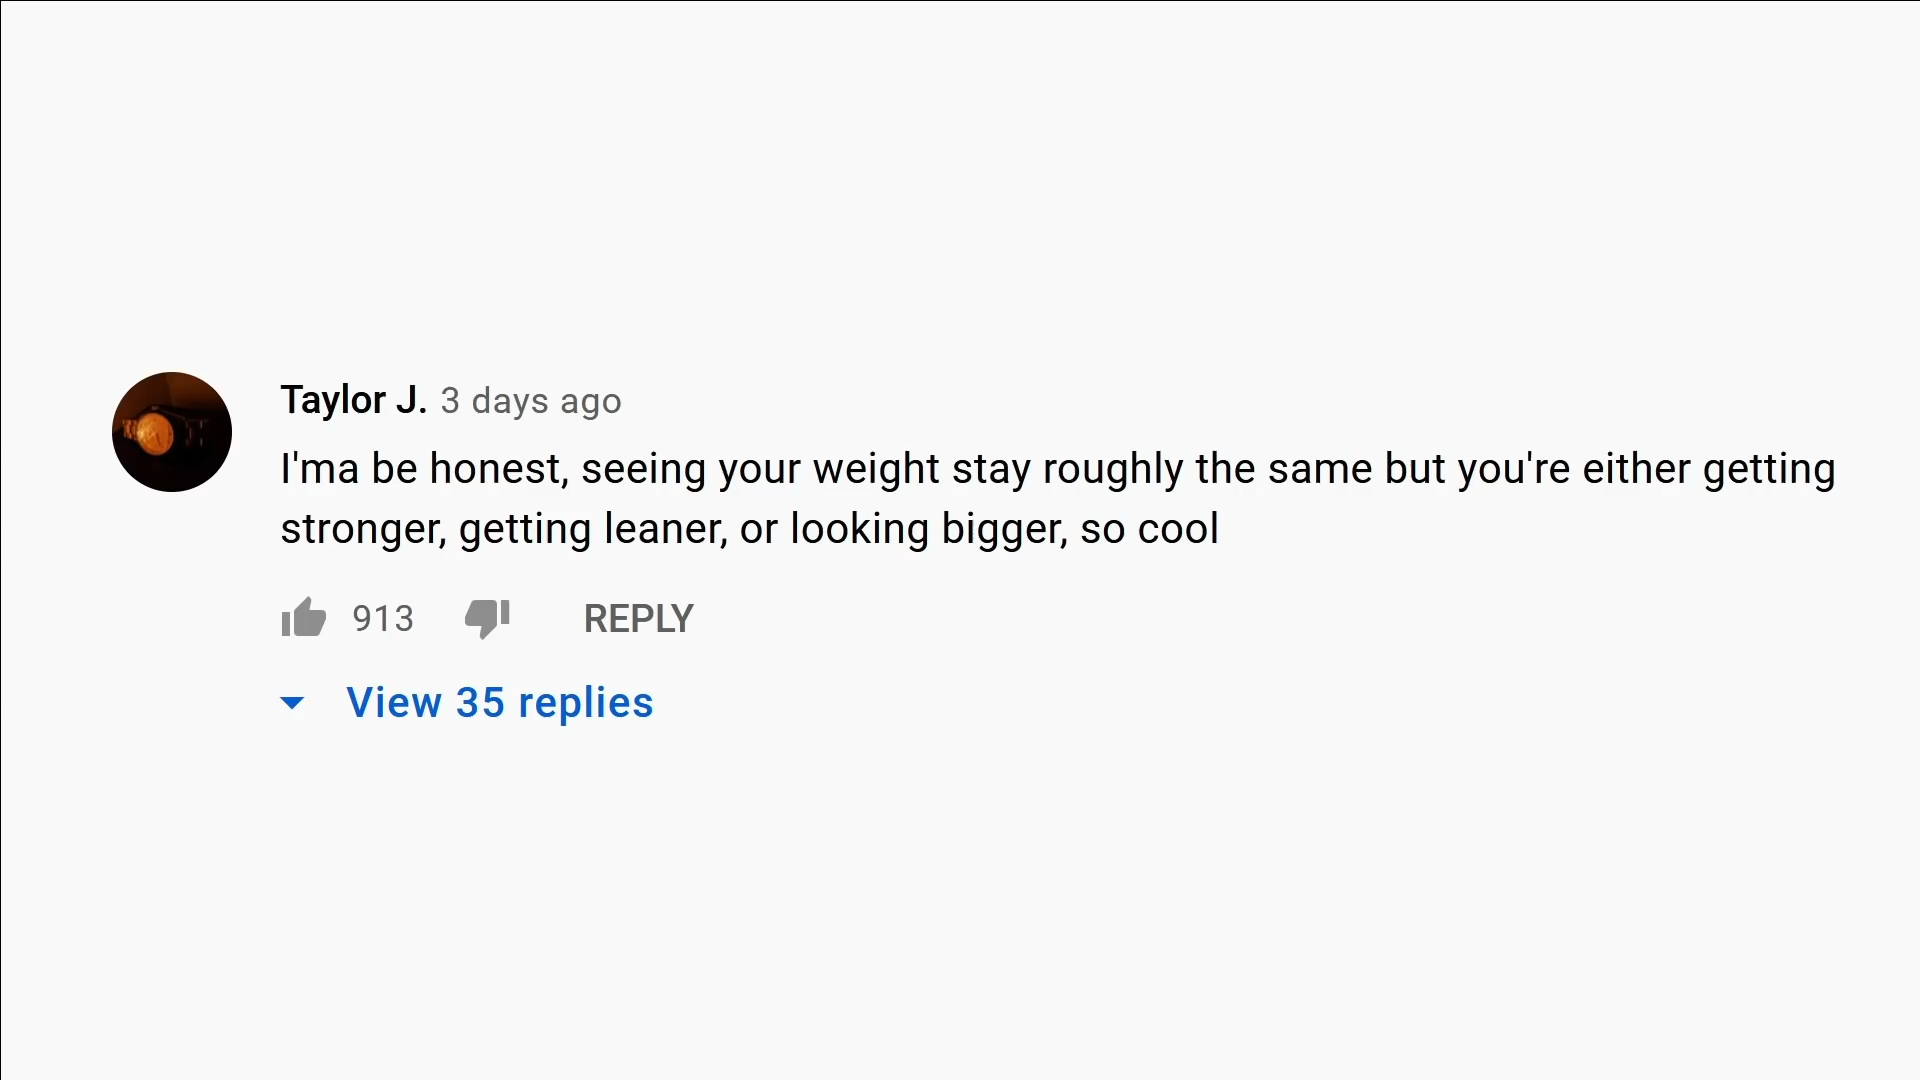 Taylor J. 3 days ago
I'ma be honest, seeing your weight stay roughly the same but you're either getting
stronger, getting leaner, or looking bigger, so cool
913 REPLY
View 35 replies